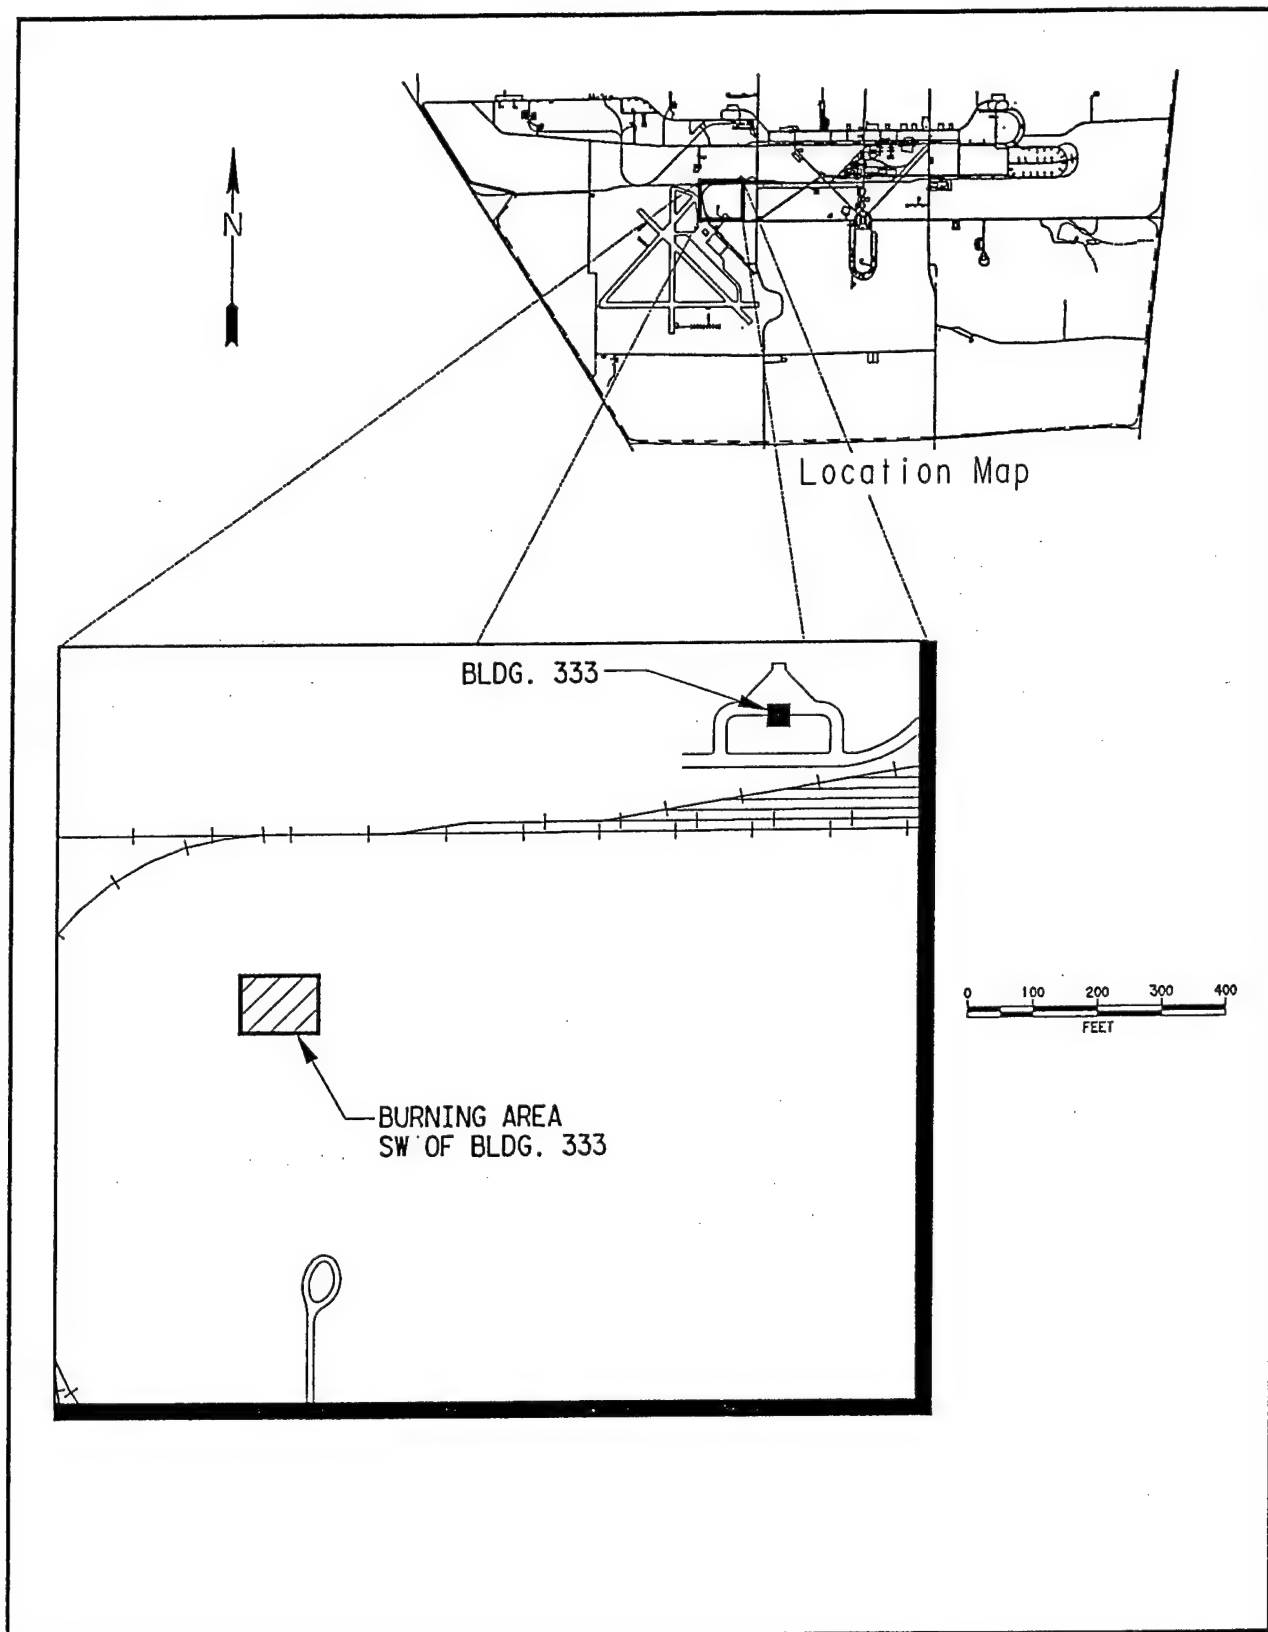 N
Location Map
BLDG. 333
0 100 200 300 400
FEET
BURNING AREA
SW OF BLDG. 333